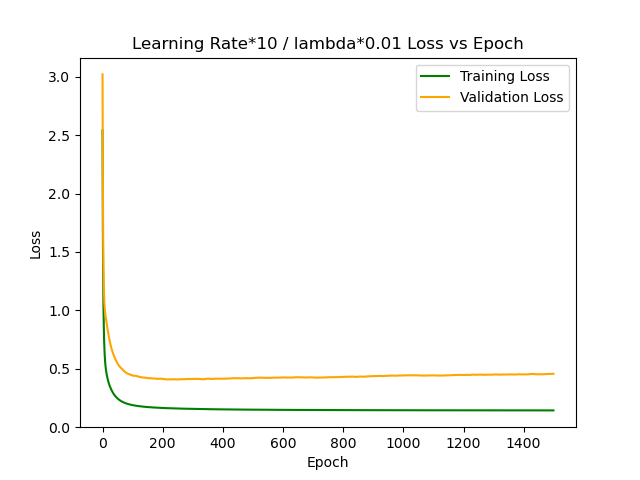 Learning Rate*10 / lambda*0.01 Loss vs Epoch
Training Loss
Validation Loss
3.0
2.5
2.0
1.5
1.0
0.5
0.0
Loss
0 200 400 600 800 1000 1200 1400
Epoch